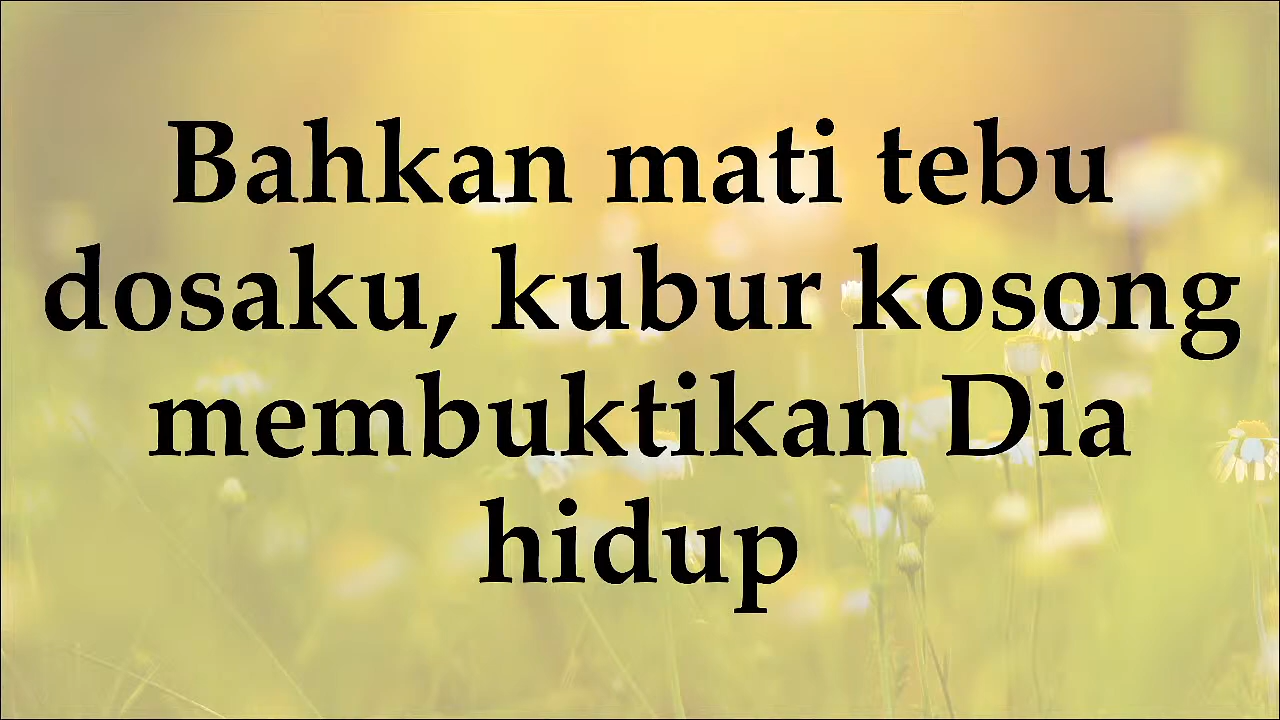 Bahkan mati tebu
dosaku, kubur kosong
membuktikan Dia
hidup